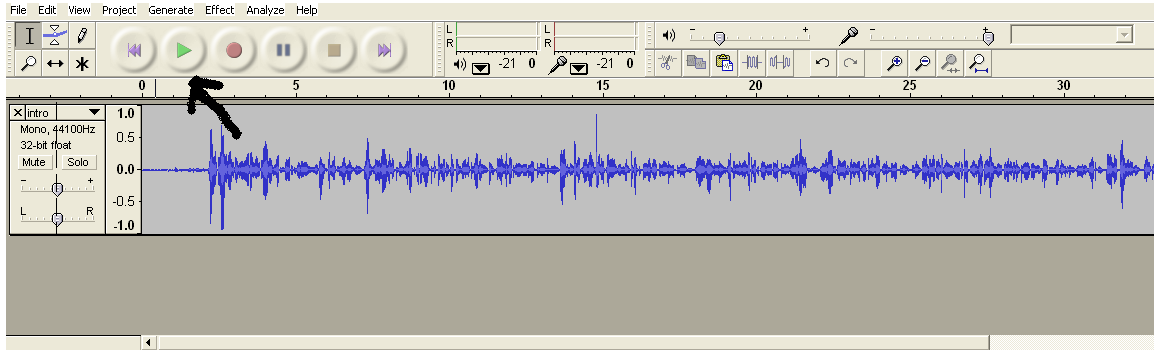 File Edit View Project Generate Effect Analyze Help
L
R
L
R
- +
- +
-21 0
-21 0
0 5 10 15 20 25 30
intro
Mono, 44100Hz
32-bit float
Mute Solo
- +
L R
1.0
0.5
0.0
-0.5
-1.0